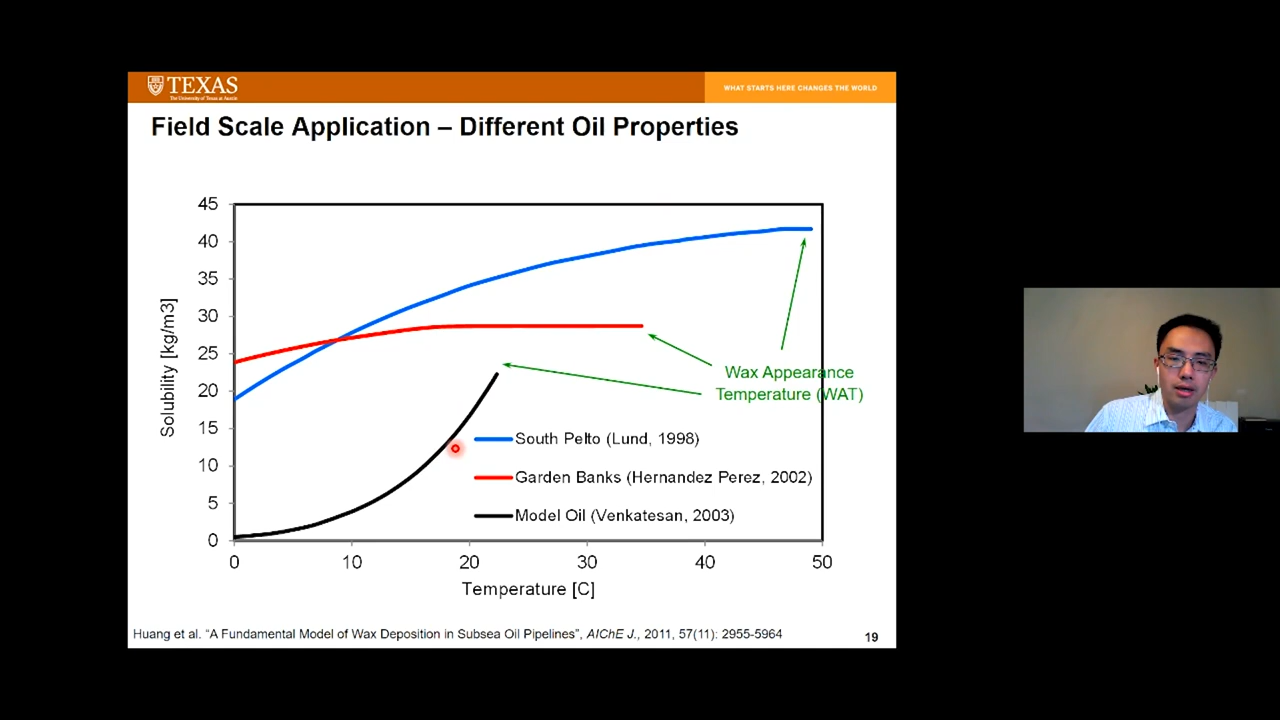 TEXAS
The University of Texas at Austin
WHAT STARTS HERE CHANGES THE WORLD
Field Scale Application – Different Oil Properties
45
40
35
30
25
20
15
10
5
0
Solubility [kg/m3]
Wax Appearance
Temperature (WAT)
South Pelto (Lund, 1998)
Garden Banks (Hernandez Perez, 2002)
Model Oil (Venkatesan, 2003)
0 10 20 30 40 50
Temperature [C]
Huang et al. “A Fundamental Model of Wax Deposition in Subsea Oil Pipelines”, AIChE J., 2011, 57(11): 2955-5964
19